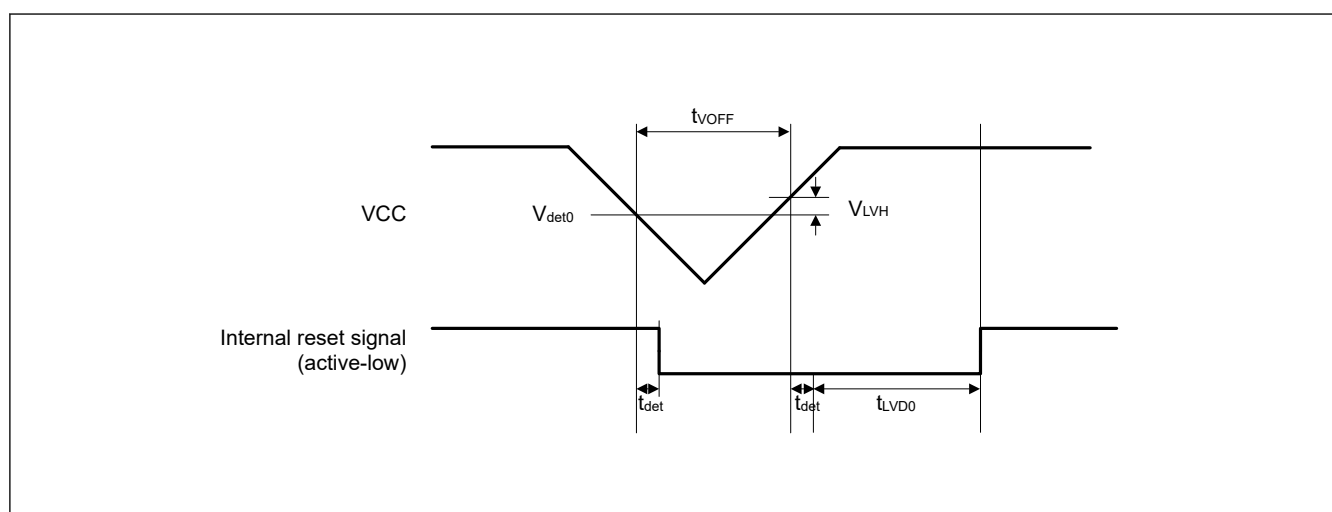 tVOFF
VCC
Vdet0
VLVH
Internal reset signal
(active-low)
tdet
tdet
tLVD0